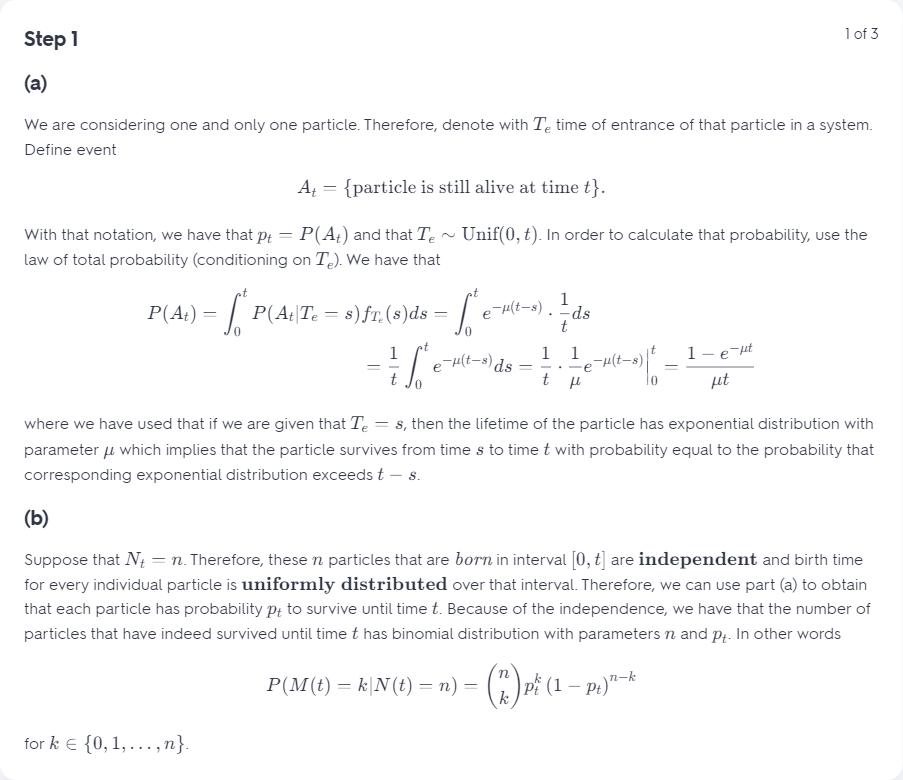 Step 1
1 of 3
(a)
We are considering one and only one particle. Therefore, denote with $T_e$ time of entrance of that particle in a system.
Define event
$A_t = \{\text{particle is still alive at time } t\}.$
With that notation, we have that $p_t = P(A_t)$ and that $T_e \sim \text{Unif}(0, t)$. In order to calculate that probability, use the
law of total probability (conditioning on $T_e$). We have that
$P(A_t) = \int_0^t P(A_t|T_e = s) f_{T_e}(s) ds = \int_0^t e^{-\mu(t-s)} \cdot \frac{1}{t} ds$
$= \frac{1}{t} \int_0^t e^{-\mu(t-s)} ds = \frac{1}{t} \cdot \frac{1}{\mu} e^{-\mu(t-s)} \Big|_0^t = \frac{1 - e^{-\mu t}}{\mu t}$
where we have used that if we are given that $T_e = s$, then the lifetime of the particle has exponential distribution with
parameter $\mu$ which implies that the particle survives from time $s$ to time $t$ with probability equal to the probability that
corresponding exponential distribution exceeds $t - s$.
(b)
Suppose that $N_t = n$. Therefore, these $n$ particles that are $born$ in interval $[0, t]$ are independent and birth time
for every individual particle is uniformly distributed over that interval. Therefore, we can use part (a) to obtain
that each particle has probability $p_t$ to survive until time $t$. Because of the independence, we have that the number of
particles that have indeed survived until time $t$ has binomial distribution with parameters $n$ and $p_t$. In other words
$P(M(t) = k|N(t) = n) = \binom{n}{k} p_t^k (1 - p_t)^{n-k}$
for $k \in \{0, 1, \ldots, n\}$.